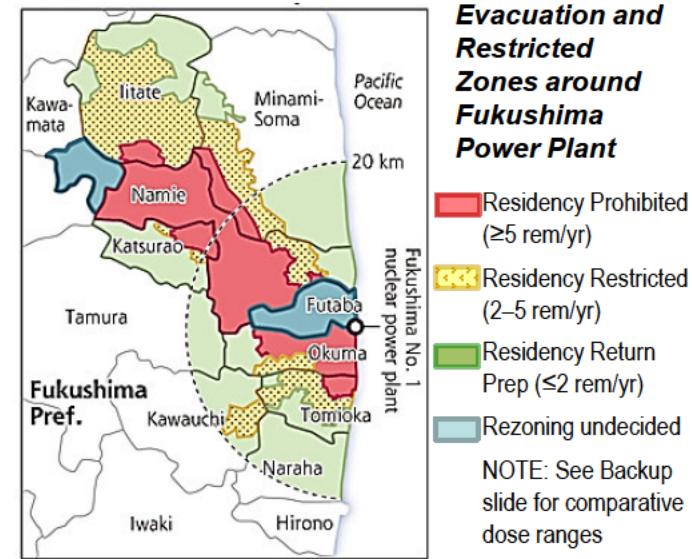 Evacuation and
Restricted
Zones around
Fukushima
Power Plant
Iitate
Kawa-
mata
Minami-
Soma
Pacific
Ocean
20 km
Namie
Katsurao
Futaba
Fukushima No. 1
nuclear power plant
Tamura
Okuma
Fukushima
Pref.
Kawauchi
Tomioka
Naraha
Iwaki
Hirono
Residency Prohibited
(≥5 rem/yr)
Residency Restricted
(2–5 rem/yr)
Residency Return
Prep (≤2 rem/yr)
Rezoning undecided
NOTE: See Backup
slide for comparative
dose ranges